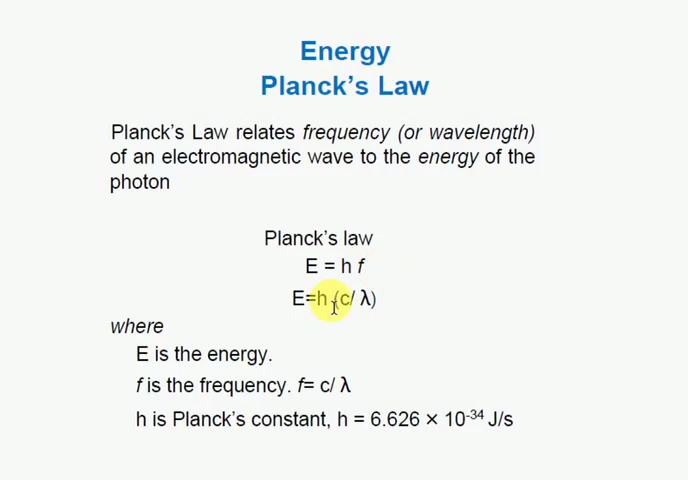 Energy
Planck’s Law
Planck’s Law relates frequency (or wavelength)
of an electromagnetic wave to the energy of the
photon
Planck’s law
E = h f
E=h (c/ λ)
where
E is the energy.
f is the frequency. f= c/ λ
h is Planck’s constant, h = 6.626 × 10⁻³⁴ J/s